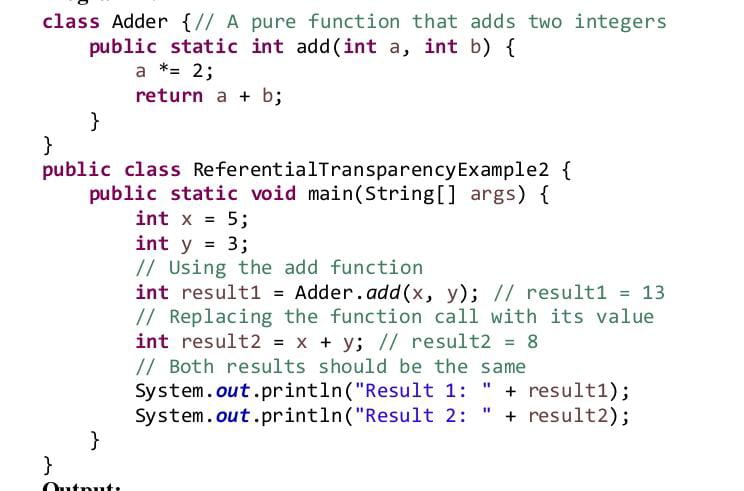 class Adder {// A pure function that adds two integers
    public static int add(int a, int b) {
        a *= 2;
        return a + b;
    }
}
public class ReferentialTransparencyExample2 {
    public static void main(String[] args) {
        int x = 5;
        int y = 3;
        // Using the add function
        int result1 = Adder.add(x, y); // result1 = 13
        // Replacing the function call with its value
        int result2 = x + y; // result2 = 8
        // Both results should be the same
        System.out.println("Result 1: " + result1);
        System.out.println("Result 2: " + result2);
    }
}
Output: